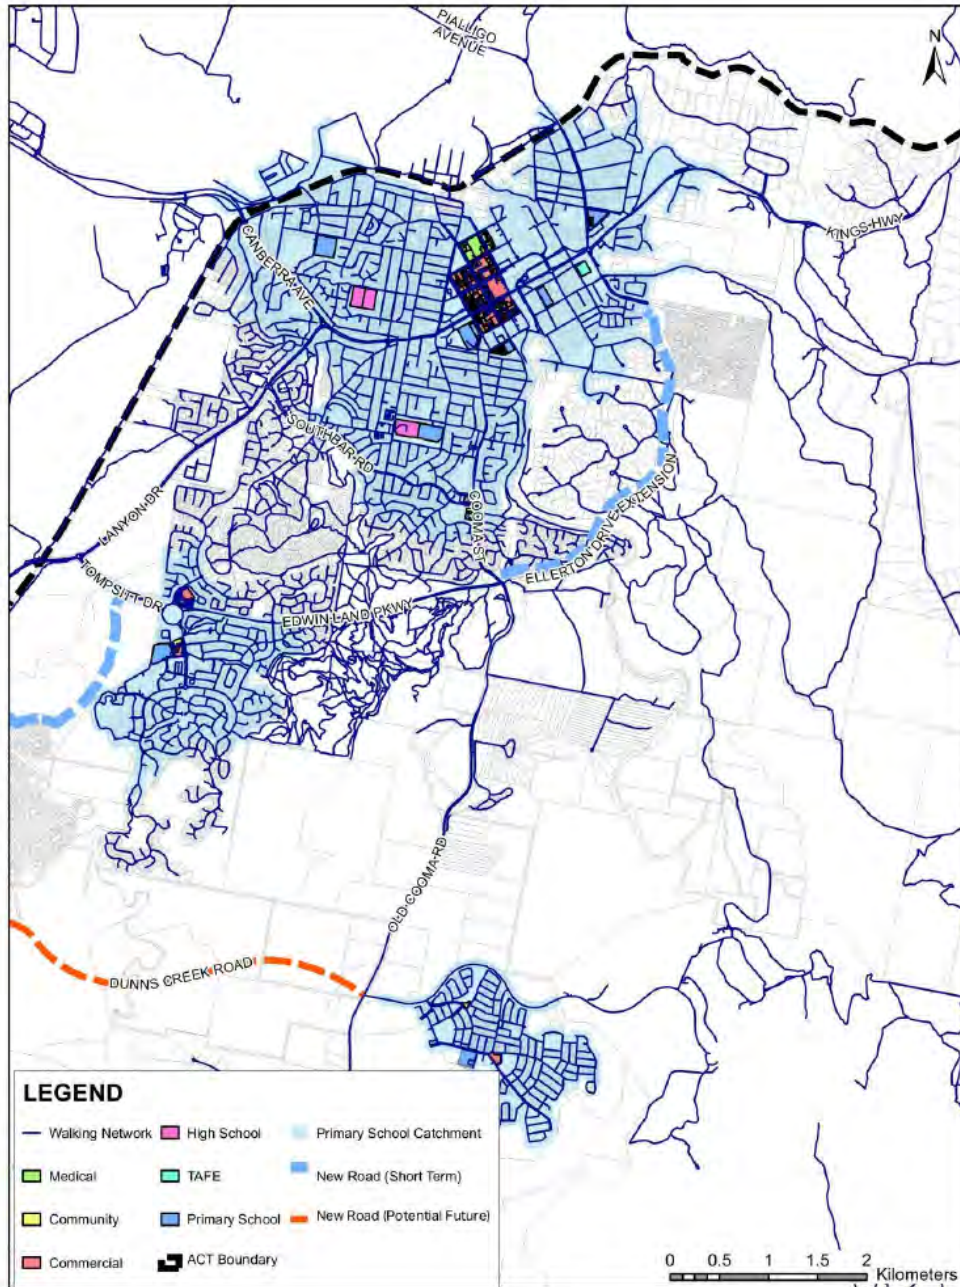 PIALLIGO
AVENUE
N
KINGS HWY
CANBERRA AVE
SOUTHBAR RD
COOMA ST
LANYON DR
TOMPSITT DR
ELLERTON DRIVE EXTENSION
EDWIN LAND PKWY
OLD COOMA RD
DUNNS CREEK ROAD
LEGEND
Walking Network
High School
Primary School Catchment
Medical
TAFE
New Road (Short Term)
Community
Primary School
New Road (Potential Future)
Commercial
ACT Boundary
0 0.5 1 1.5 2
Kilometers